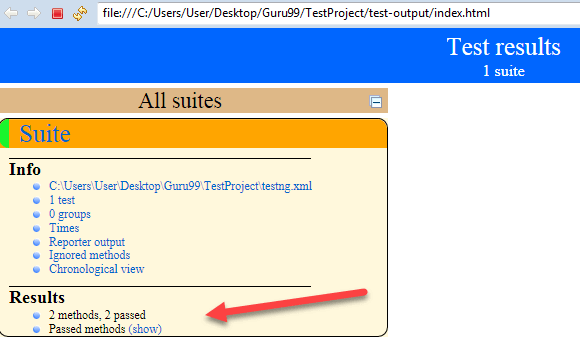 file:///C:/Users/User/Desktop/Guru99/TestProject/test-output/index.html
Test results
1 suite
All suites
Suite
Info
C:\Users\User\Desktop\Guru99\TestProject\testng.xml
1 test
0 groups
Times
Reporter output
Ignored methods
Chronological view
Results
2 methods, 2 passed
Passed methods (show)